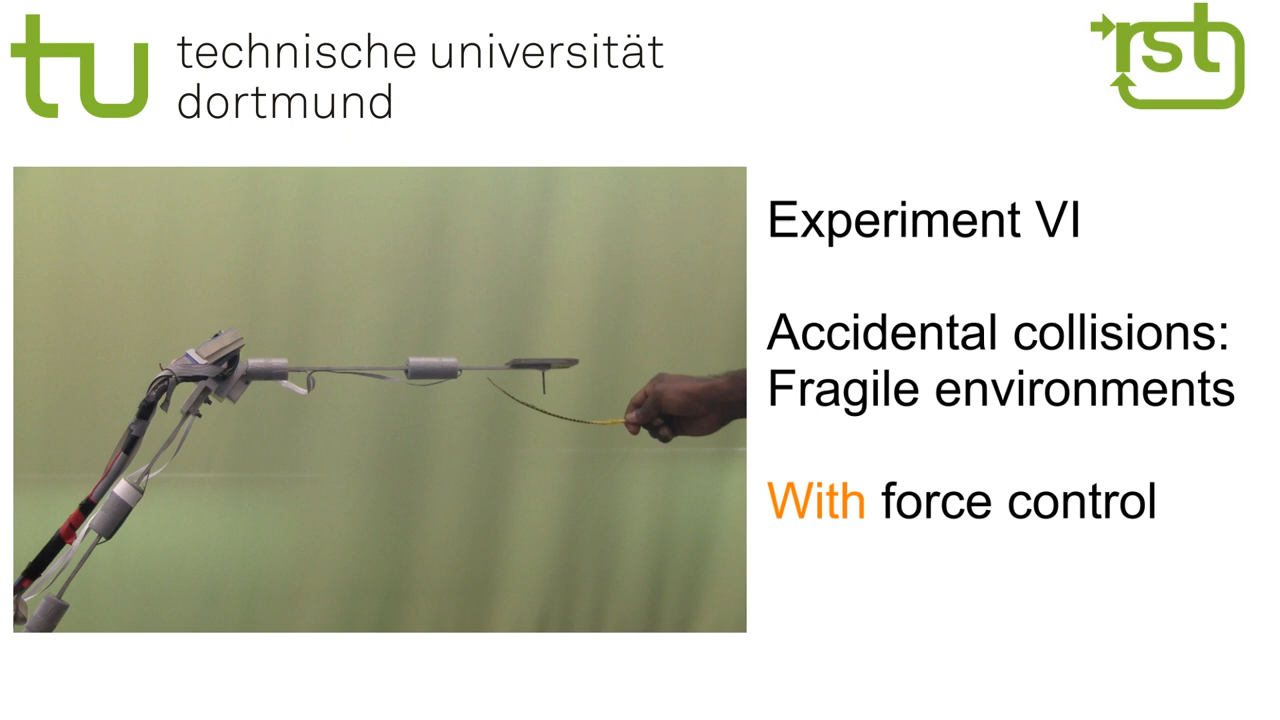 tu technische universität
dortmund
rst
Experiment VI
Accidental collisions:
Fragile environments
With force control